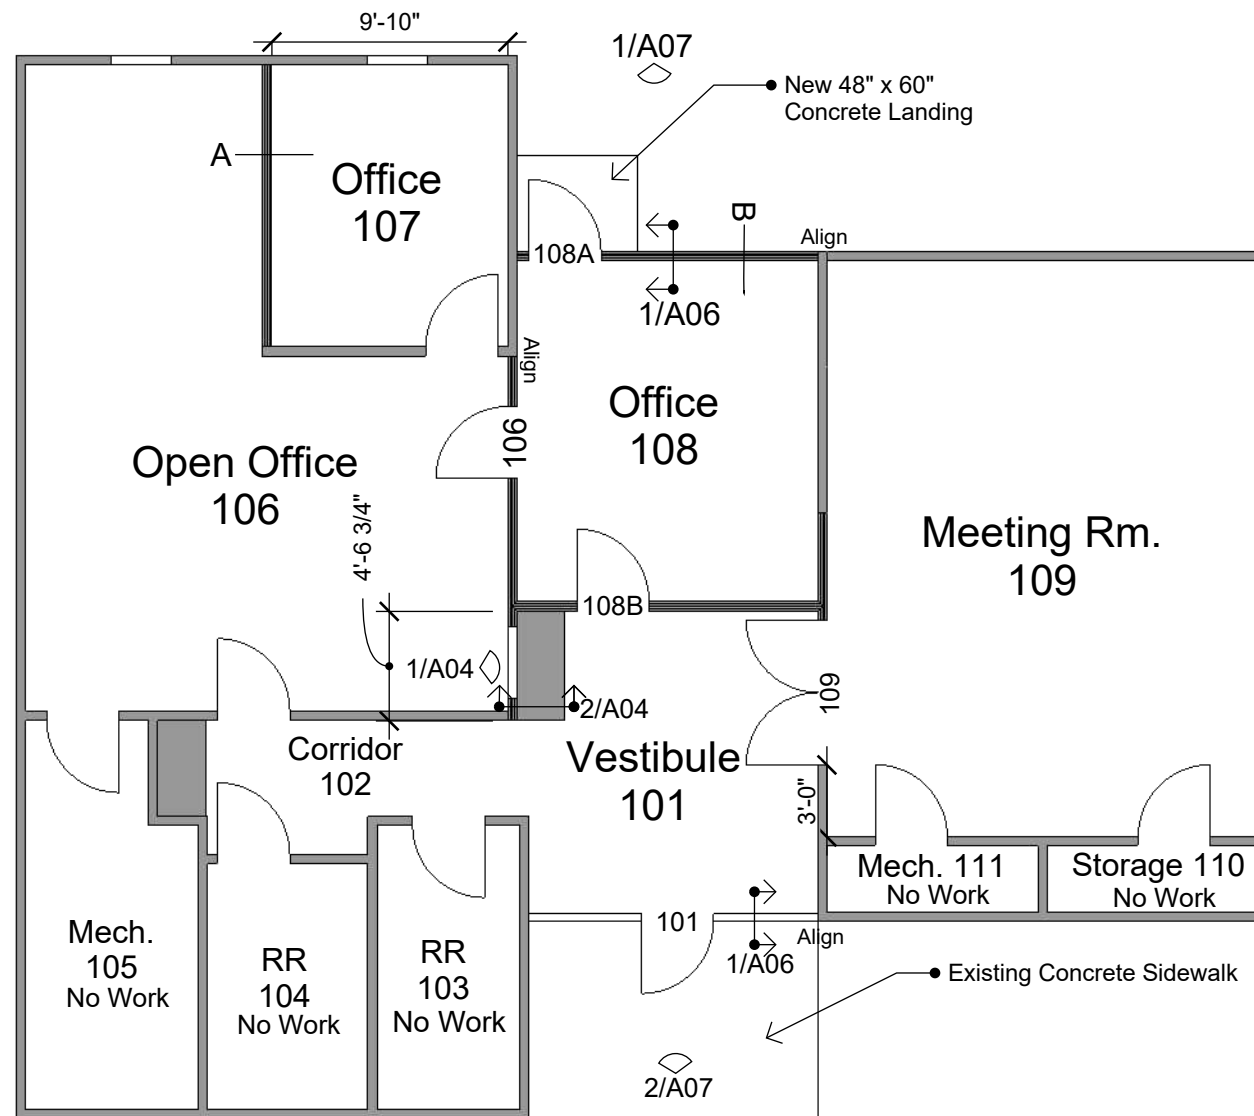 9'-10"
1/A07
New 48" x 60"
Concrete Landing
A
Office
107
B
Align
108A
1/A06
Align
Office
108
106
Open Office
106
4'-6 3/4"
Meeting Rm.
109
108B
1/A04
2/A04
109
Corridor
102
Vestibule
101
3'-0"
Mech. 111
No Work
Storage 110
No Work
Mech.
105
No Work
RR
104
No Work
RR
103
No Work
101
Align
1/A06
Existing Concrete Sidewalk
2/A07